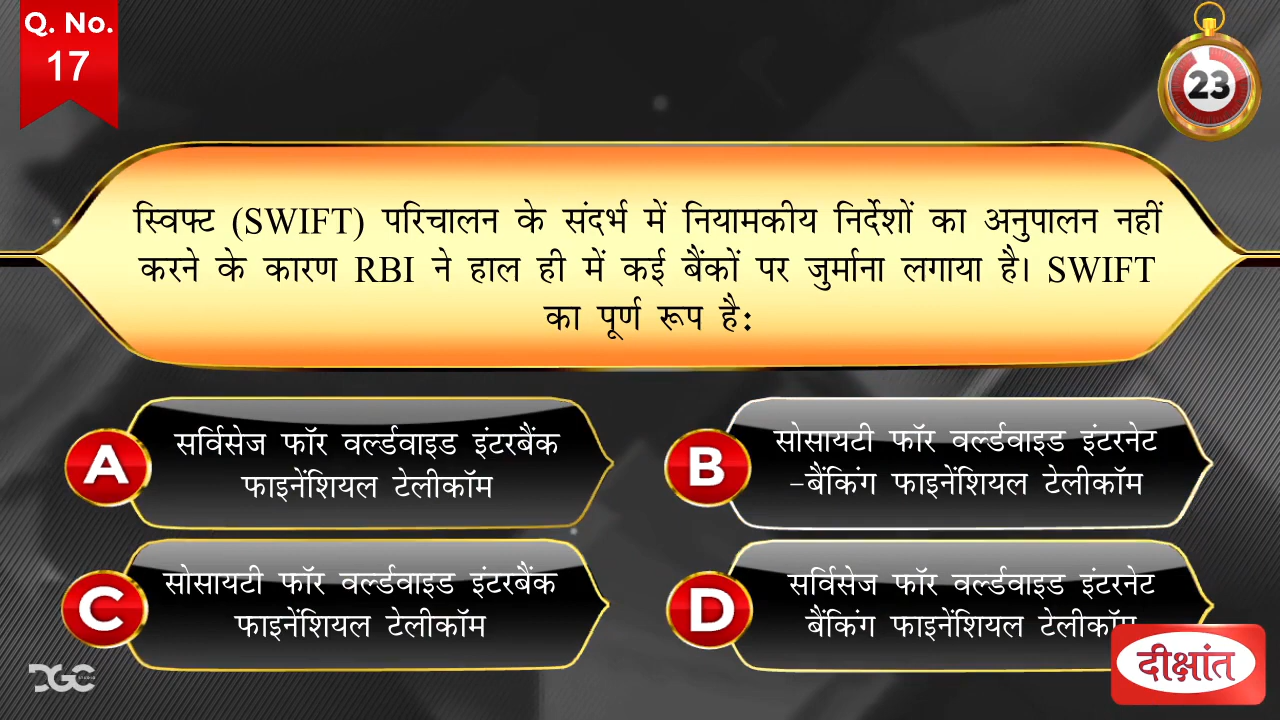 Q. No.
17
23
स्विफ्ट (SWIFT) परिचालन के संदर्भ में नियामकीय निर्देशों का अनुपालन नहीं
करने के कारण RBI ने हाल ही में कई बैंकों पर जुर्माना लगाया है। SWIFT
का पूर्ण रूप है:
A
सर्विसेज फॉर वर्ल्डवाइड इंटरबैंक
फाइनेंशियल टेलीकॉम
B
सोसायटी फॉर वर्ल्डवाइड इंटरनेट
-बैंकिंग फाइनेंशियल टेलीकॉम
C
सोसायटी फॉर वर्ल्डवाइड इंटरबैंक
फाइनेंशियल टेलीकॉम
D
सर्विसेज फॉर वर्ल्डवाइड इंटरनेट
बैंकिंग फाइनेंशियल टेलीकॉम
DGC
STUDIO
दीक्षांत